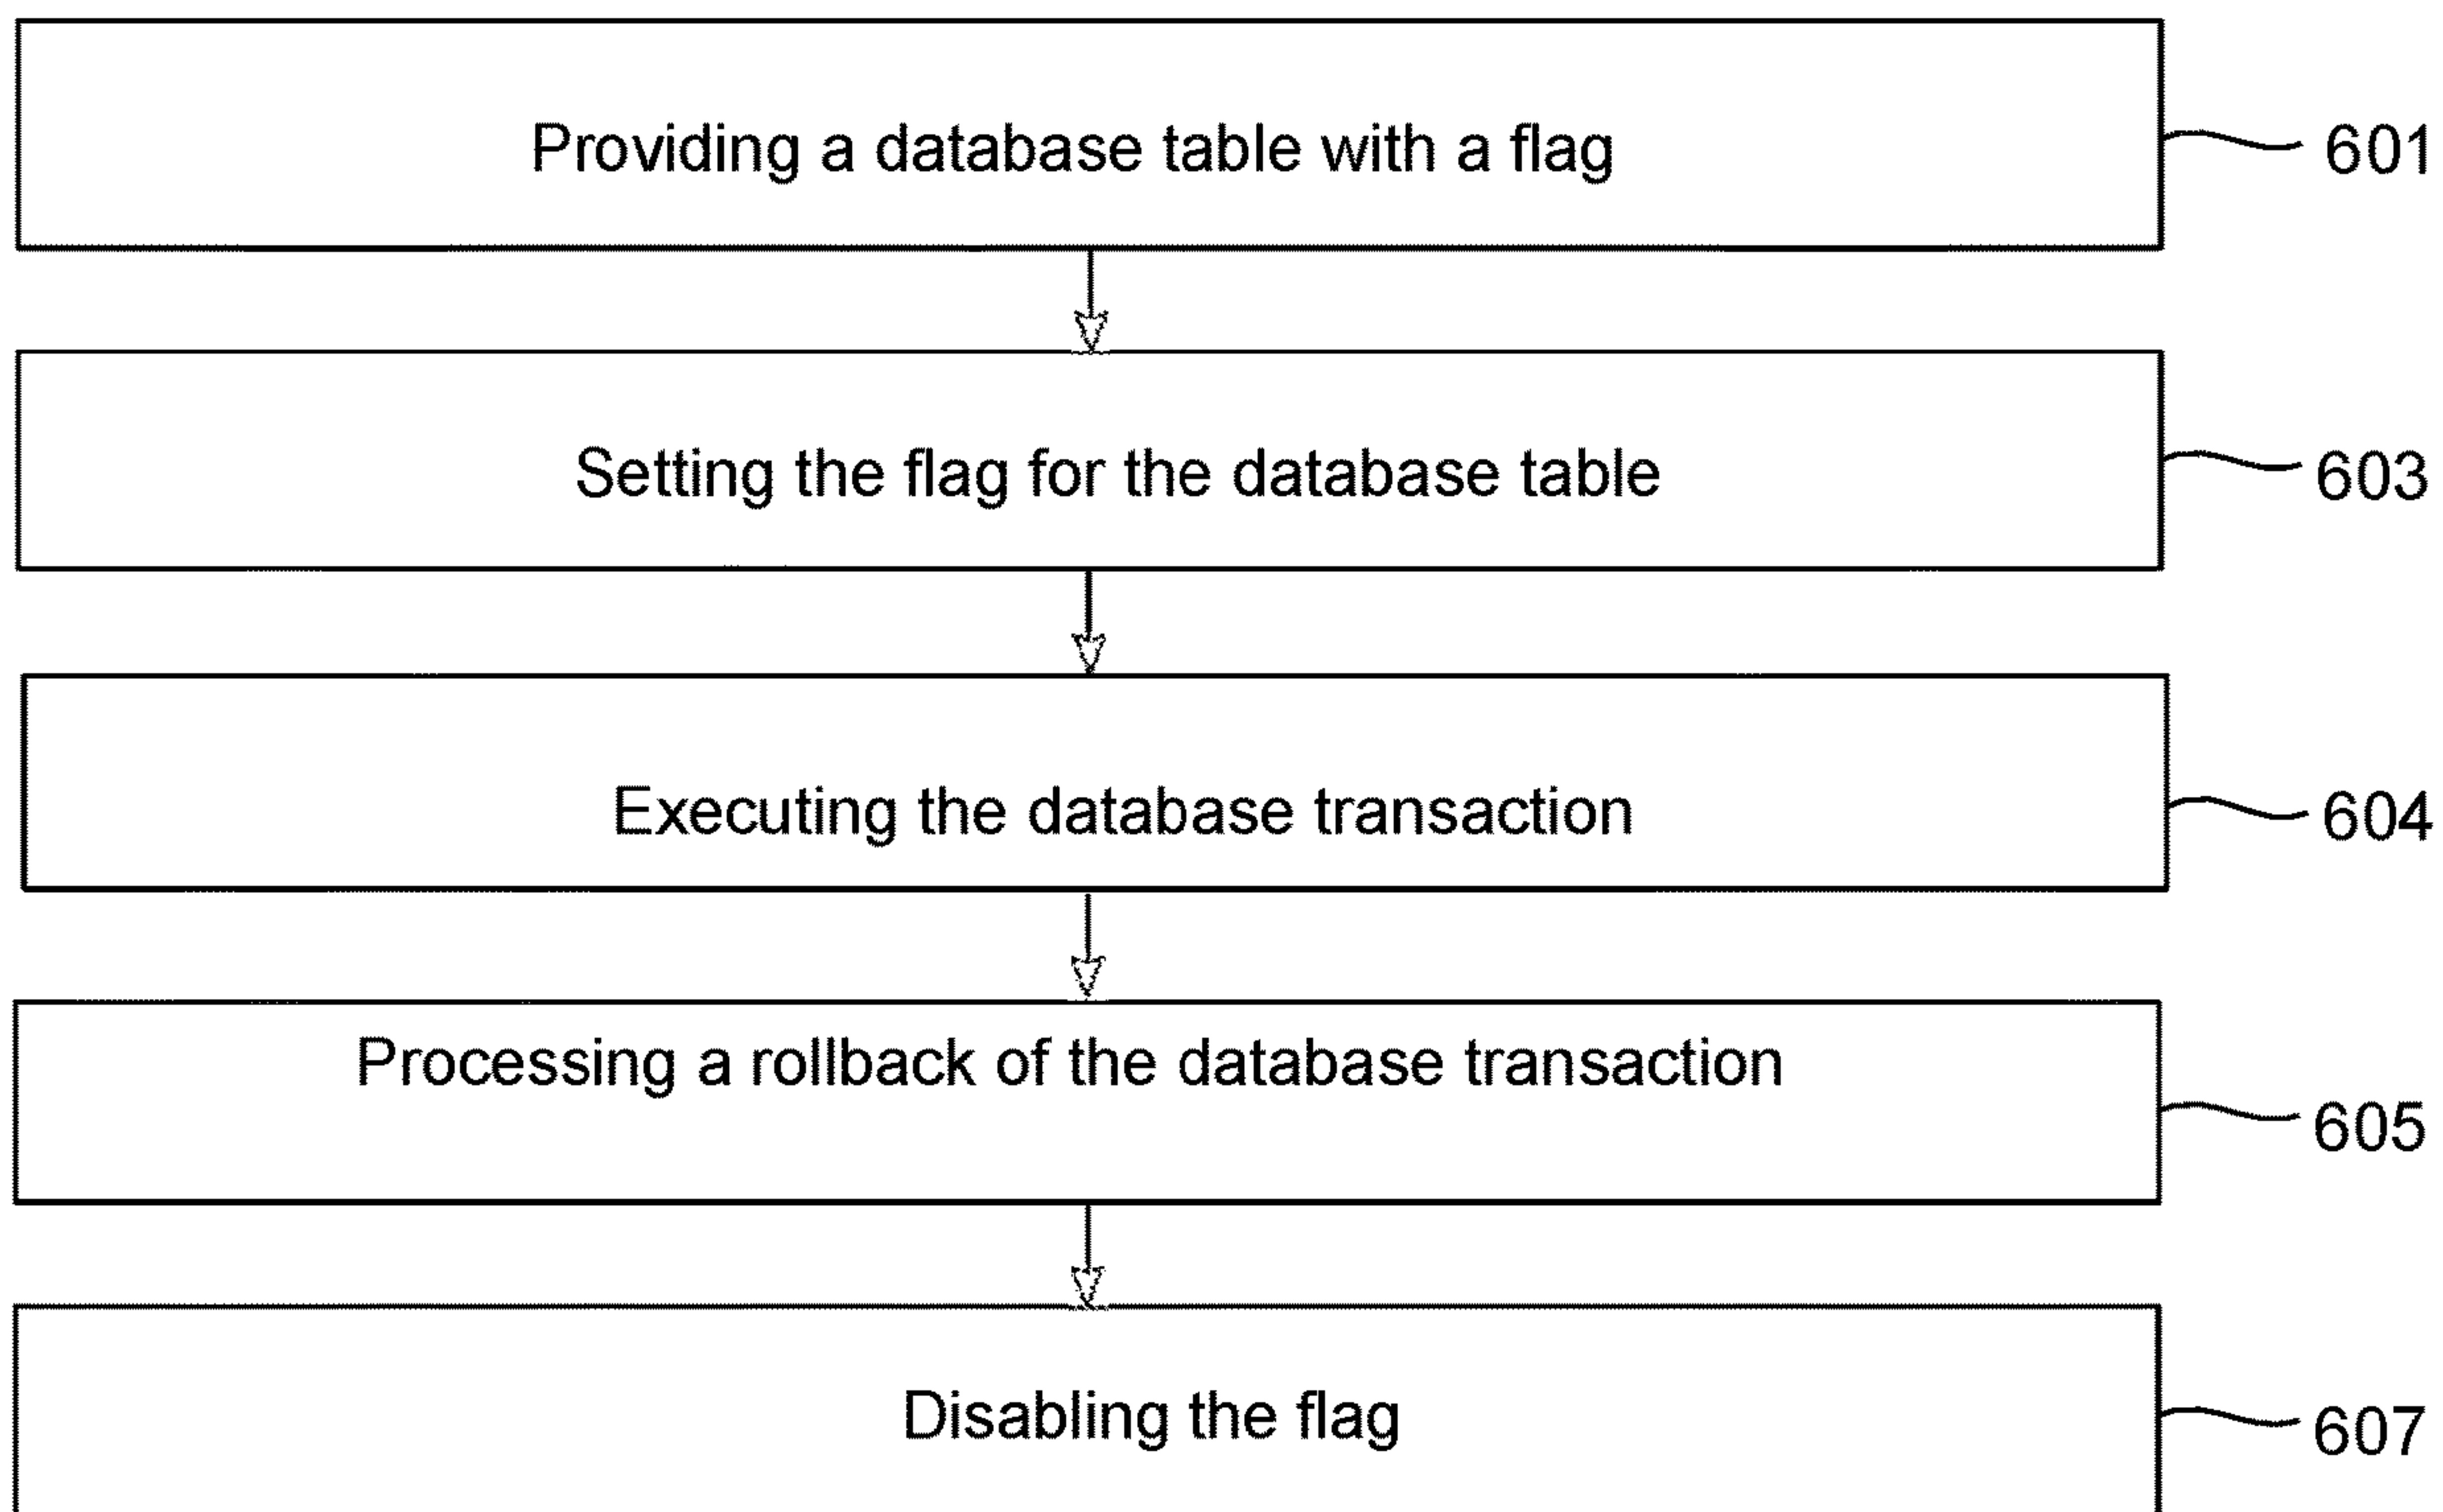 Providing a database table with a flag
601
Setting the flag for the database table
603
Executing the database transaction
604
Processing a rollback of the database transaction
605
Disabling the flag
607